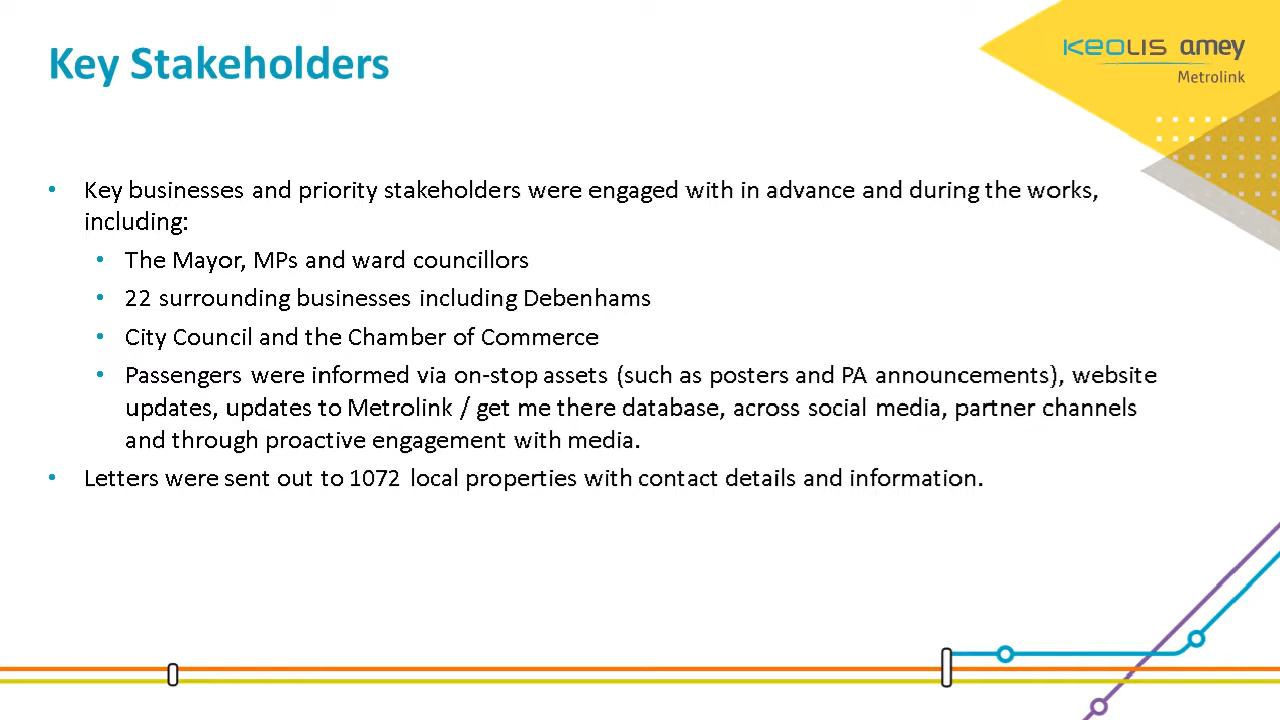 Key Stakeholders
KEOLIS amey
Metrolink
• Key businesses and priority stakeholders were engaged with in advance and during the works,
including:
• The Mayor, MPs and ward councillors
• 22 surrounding businesses including Debenhams
• City Council and the Chamber of Commerce
• Passengers were informed via on-stop assets (such as posters and PA announcements), website
updates, updates to Metrolink / get me there database, across social media, partner channels
and through proactive engagement with media.
• Letters were sent out to 1072 local properties with contact details and information.